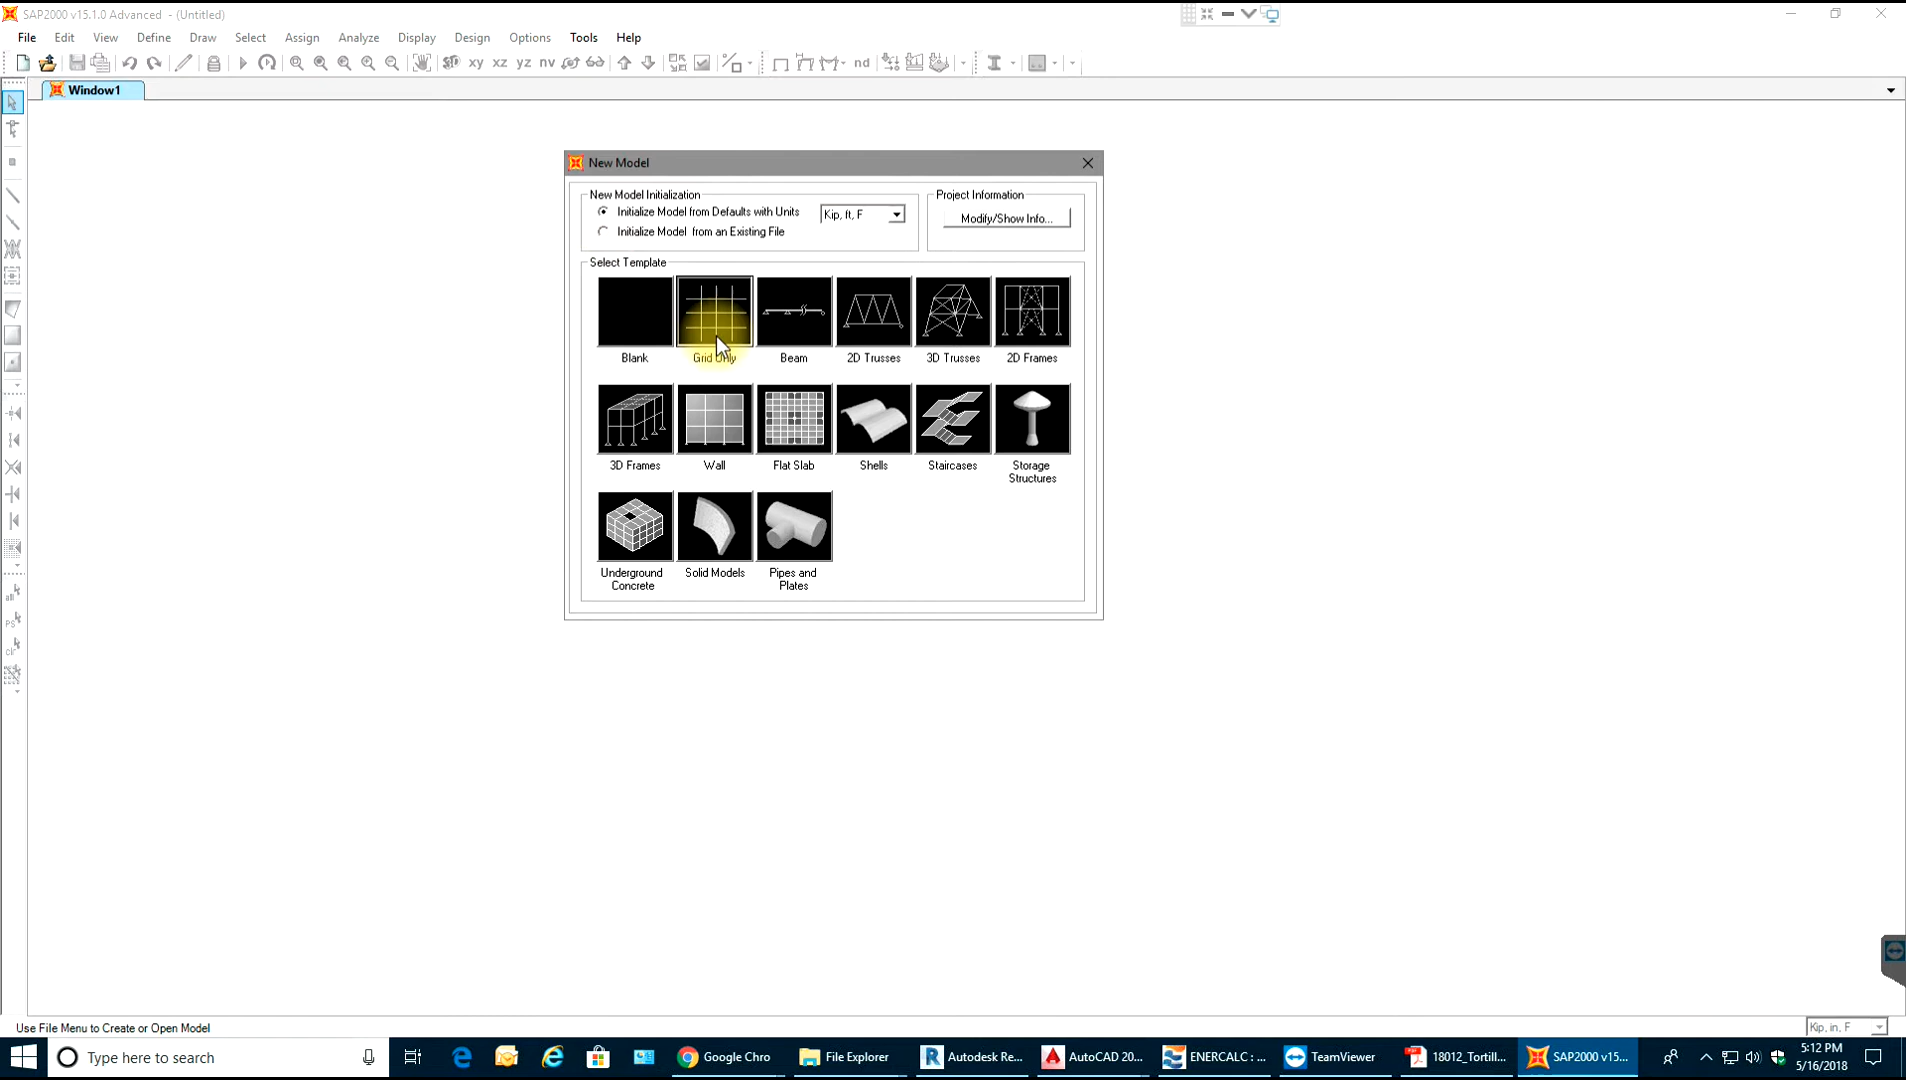 SAP2000 v15.1.0 Advanced - (Untitled)
File Edit View Define Draw Select Assign Analyze Display Design Options Tools Help
xy xz yz nv nd
Window1
New Model
New Model Initialization
Initialize Model from Defaults with Units Kip, ft, F
Initialize Model from an Existing File
Project Information
Modify/Show Info...
Select Template
Blank Grid Only Beam 2D Trusses 3D Trusses 2D Frames
3D Frames Wall Flat Slab Shells Staircases Storage
Structures
Underground Solid Models Pipes and
Concrete Plates
all
PS
clr
Use File Menu to Create or Open Model
Kip, in, F
Type here to search
Google Chro
File Explorer
Autodesk Re...
AutoCAD 20...
ENERCALC : ...
TeamViewer
18012_Tortill...
SAP2000 v15...
5:12 PM
5/16/2018